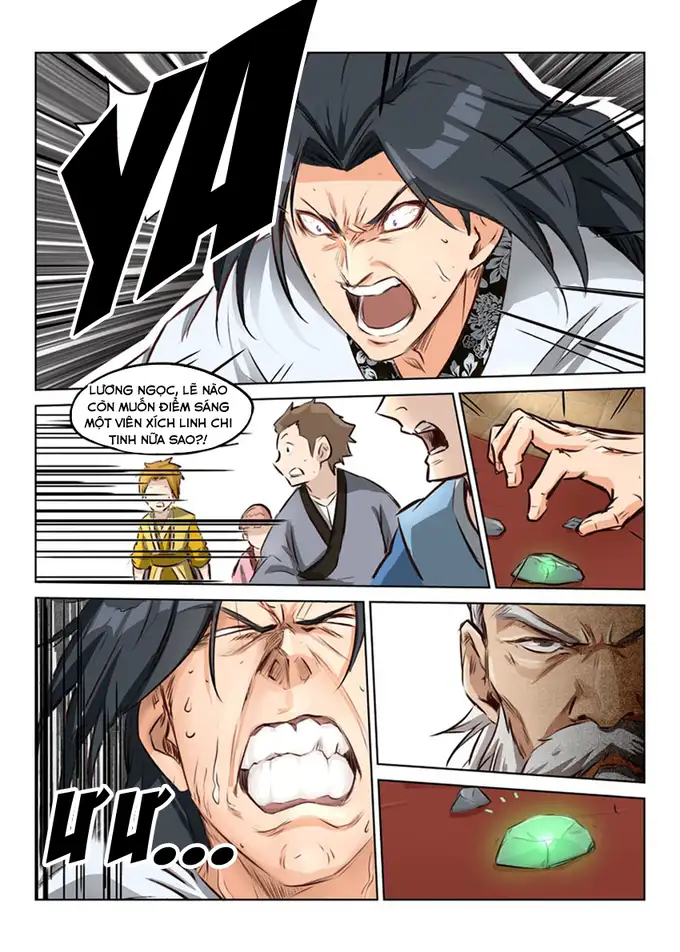 YA
LƯƠNG NGỌC, LẼ NÀO
CÒN MUỐN ĐIỂM SÁNG
MỘT VIÊN XÍCH LINH CHI
TINH NỮA SAO?!
Ư Ư...